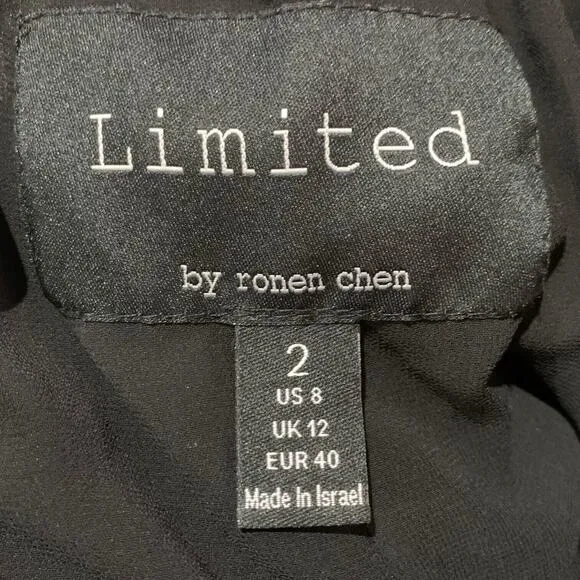 Limited
by ronen chen
2
US 8
UK 12
EUR 40
Made In Israel